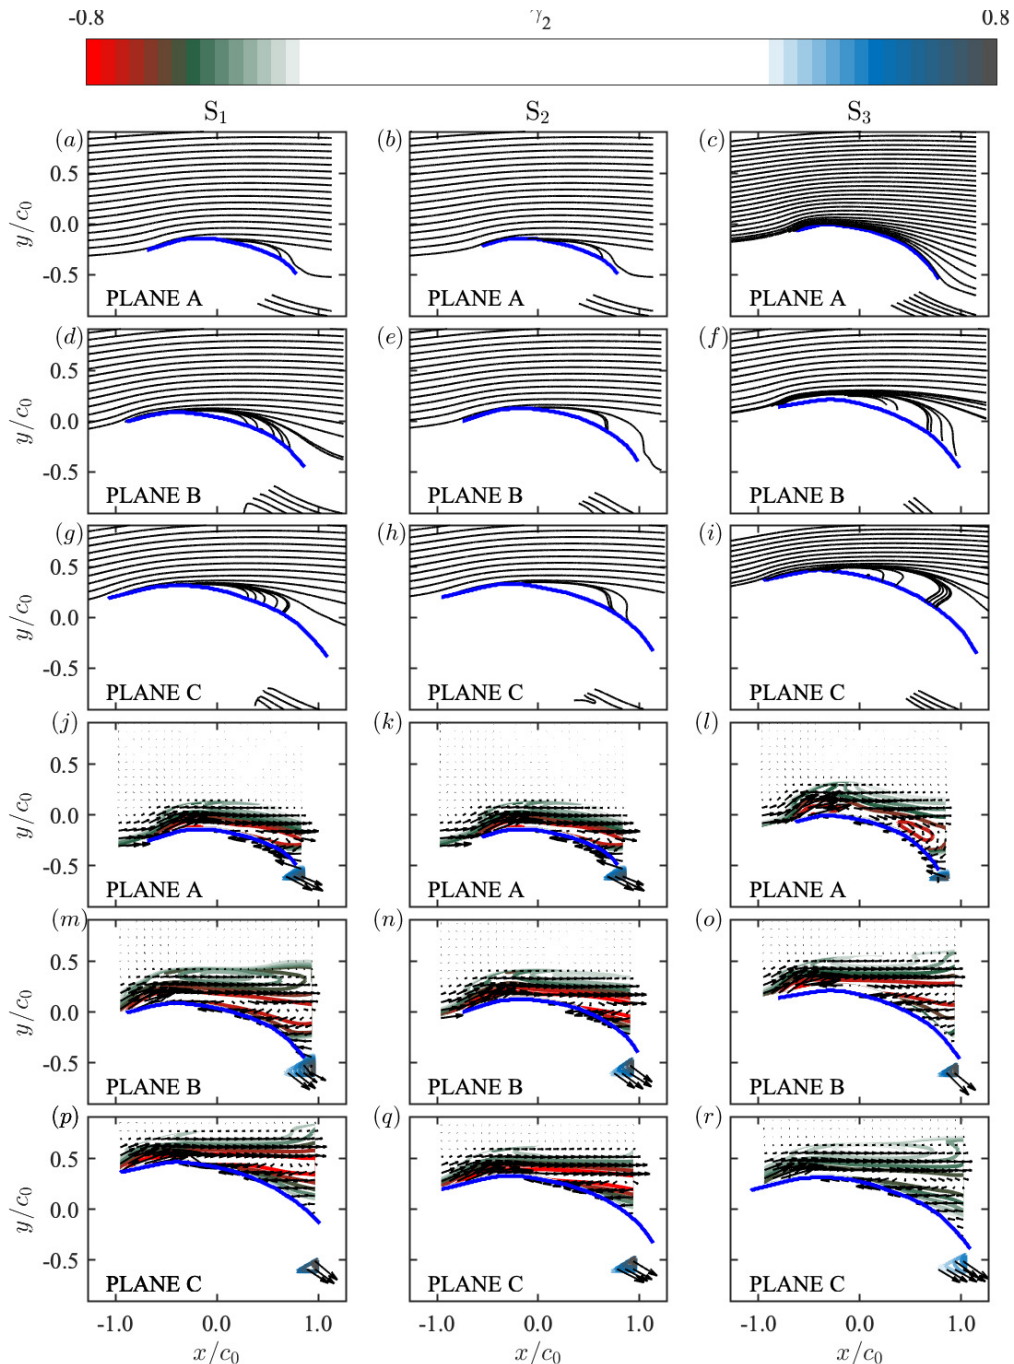 -0.8 γ₂ 0.8
S₁ S₂ S₃
(a) (b) (c)
0.5
0.0
-0.5
y/c₀
PLANE A PLANE A PLANE A
(d) (e) (f)
0.5
0.0
-0.5
y/c₀
PLANE B PLANE B PLANE B
(g) (h) (i)
0.5
0.0
-0.5
y/c₀
PLANE C PLANE C PLANE C
(j) (k) (l)
0.5
0.0
-0.5
y/c₀
PLANE A PLANE A PLANE A
(m) (n) (o)
0.5
0.0
-0.5
y/c₀
PLANE B PLANE B PLANE B
(p) (q) (r)
0.5
0.0
-0.5
y/c₀
PLANE C PLANE C PLANE C
-1.0 0.0 1.0 -1.0 0.0 1.0 -1.0 0.0 1.0
x/c₀ x/c₀ x/c₀